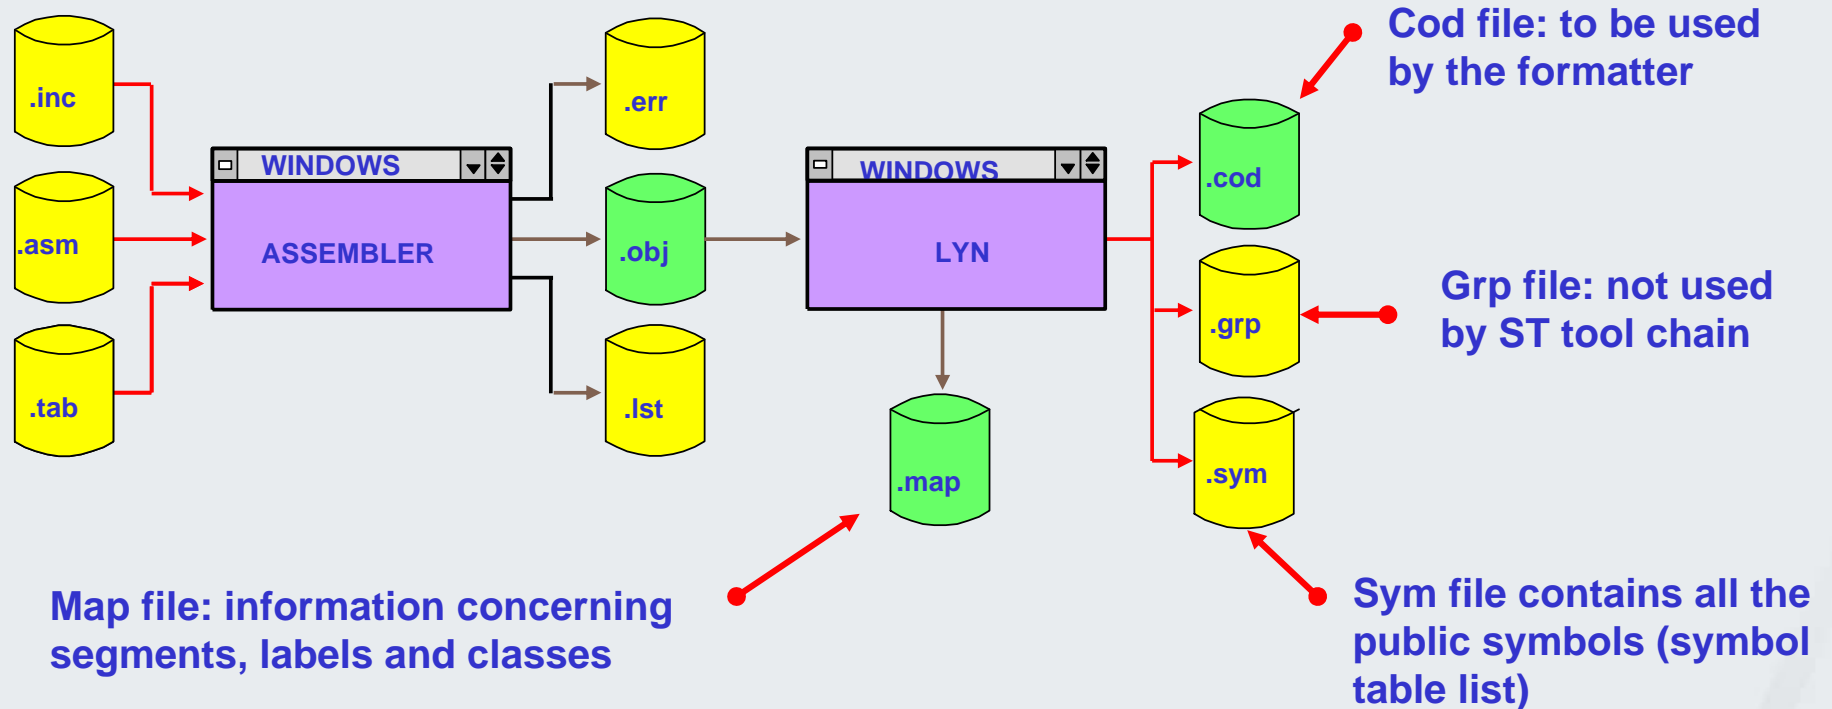 Cod file: to be used
by the formatter
.inc
.err
WINDOWS
WINDOWS
.cod
.asm
ASSEMBLER
.obj
LYN
Grp file: not used
by ST tool chain
.grp
.tab
.lst
.map
.sym
Map file: information concerning
segments, labels and classes
Sym file contains all the
public symbols (symbol
table list)